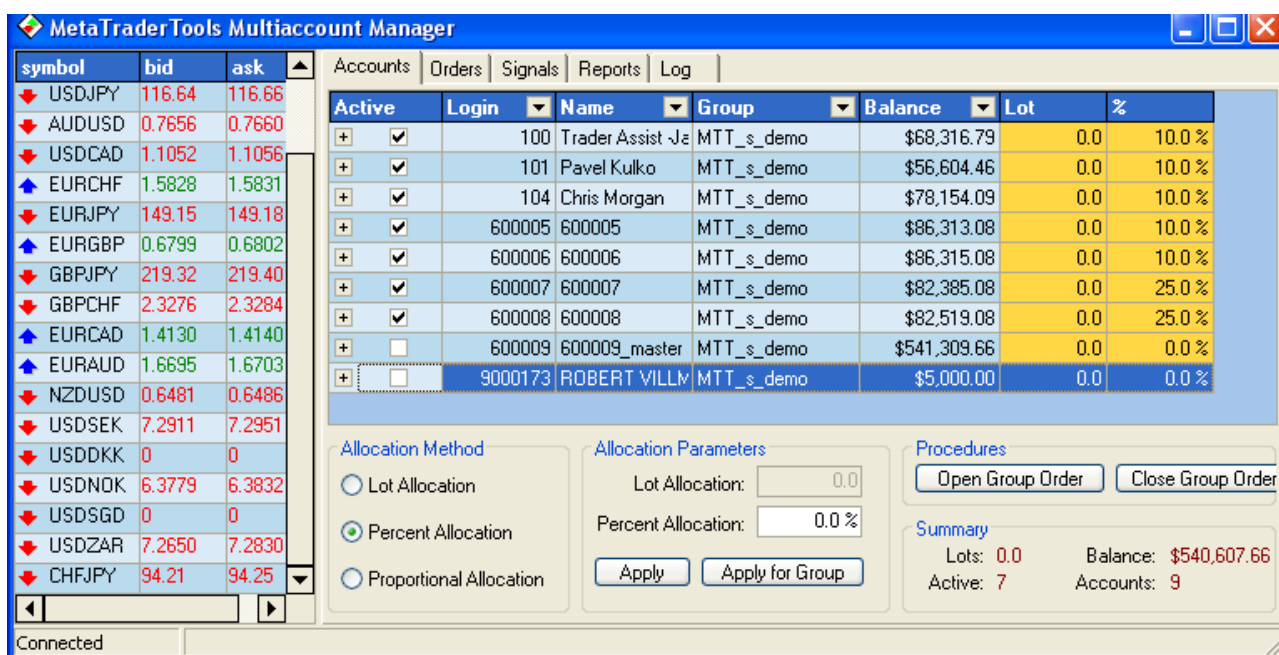 MetaTraderTools Multiaccount Manager
symbol bid ask
USDJPY 116.64 116.66
AUDUSD 0.7656 0.7660
USDCAD 1.1052 1.1056
EURCHF 1.5828 1.5831
EURJPY 149.15 149.18
EURGBP 0.6799 0.6802
GBPJPY 219.32 219.40
GBPCHF 2.3276 2.3284
EURCAD 1.4130 1.4140
EURAUD 1.6695 1.6703
NZDUSD 0.6481 0.6486
USDSEK 7.2911 7.2951
USDDKK 0 0
USDNOK 6.3779 6.3832
USDSGD 0 0
USDZAR 7.2650 7.2830
CHFJPY 94.21 94.25
Accounts Orders Signals Reports Log
Active Login Name Group Balance Lot %
100 Trader Assist -Ja MTT_s_demo $68,316.79 0.0 10.0 %
101 Pavel Kulko MTT_s_demo $56,604.46 0.0 10.0 %
104 Chris Morgan MTT_s_demo $78,154.09 0.0 10.0 %
600005 600005 MTT_s_demo $86,313.08 0.0 10.0 %
600006 600006 MTT_s_demo $86,315.08 0.0 10.0 %
600007 600007 MTT_s_demo $82,385.08 0.0 25.0 %
600008 600008 MTT_s_demo $82,519.08 0.0 25.0 %
600009 600009_master MTT_s_demo $541,309.66 0.0 0.0 %
9000173 ROBERT VILLM MTT_s_demo $5,000.00 0.0 0.0 %
Allocation Method
Lot Allocation
Percent Allocation
Proportional Allocation
Allocation Parameters
Lot Allocation: 0.0
Percent Allocation: 0.0 %
Apply Apply for Group
Procedures
Open Group Order Close Group Order
Summary
Lots: 0.0 Balance: $540,607.66
Active: 7 Accounts: 9
Connected